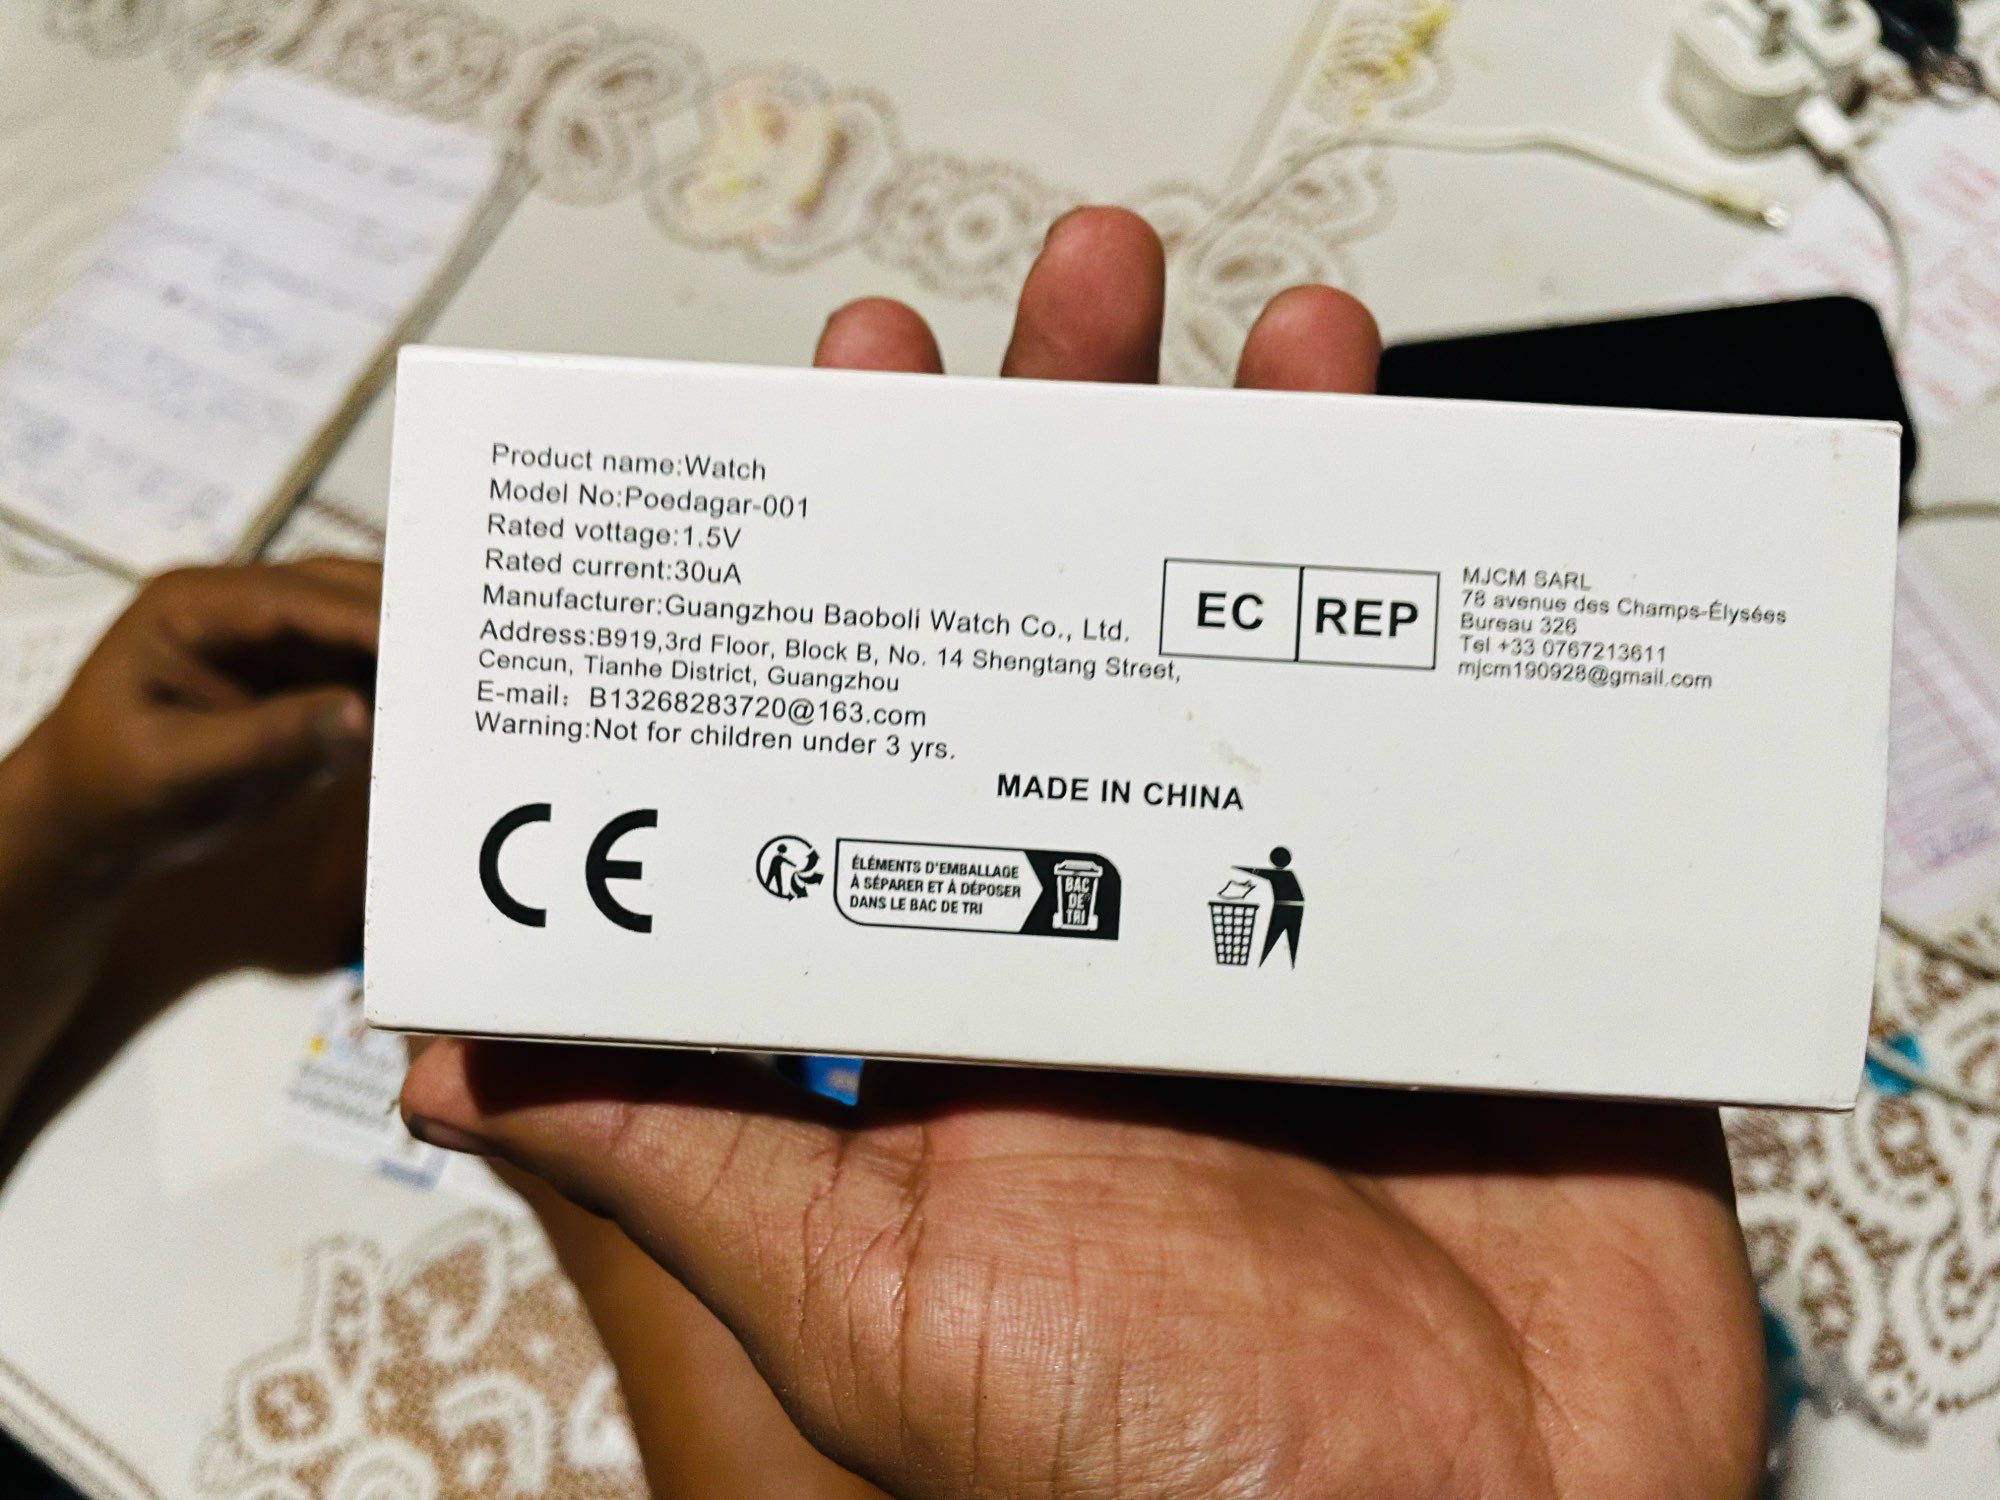 Product name:Watch
Model No:Poedagar-001
Rated vottage:1.5V
Rated current:30uA
Manufacturer:Guangzhou Baoboli Watch Co., Ltd.
Address:B919,3rd Floor, Block B, No. 14 Shengtang Street,
Cencun, Tianhe District, Guangzhou
E-mail: B13268283720@163.com
Warning:Not for children under 3 yrs.
EC REP
MJCM SARL
78 avenue des Champs-Élysées
Bureau 326
Tel +33 0767213611
mjcm190928@gmail.com
MADE IN CHINA
CE
ÉLÉMENTS D'EMBALLAGE
À SÉPARER ET À DÉPOSER
DANS LE BAC DE TRI
BAC
DE
TRI